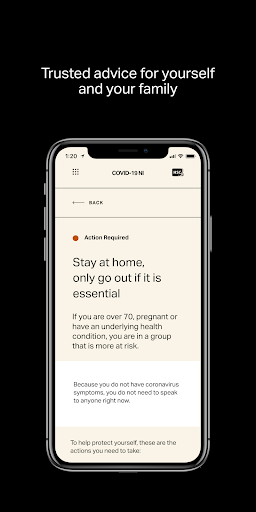 Trusted advice for yourself
and your family
1:20
COVID-19 NI
HSC
BACK
Action Required
Stay at home,
only go out if it is
essential
If you are over 70, pregnant or
have an underlying health
condition, you are in a group
that is more at risk.
Because you do not have coronavirus
symptoms, you do not need to speak
to anyone right now.
To help protect yourself, these are the
actions you need to take: